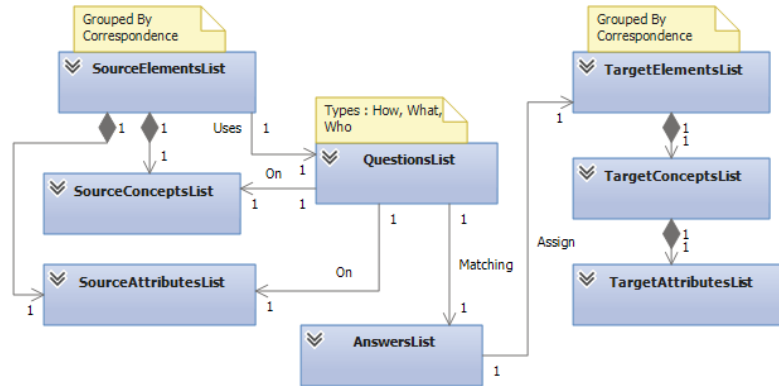 Grouped By
Correspondence
Grouped By
Correspondence
SourceElementsList
TargetElementsList
1
1
Uses
1
Types : How, What,
Who
1
1
1
QuestionsList
1
1
SourceConceptsList
On
1
1
TargetConceptsList
1
1
Assign
1
1
Matching
SourceAttributesList
On
TargetAttributesList
1
1
1
AnswersList
1